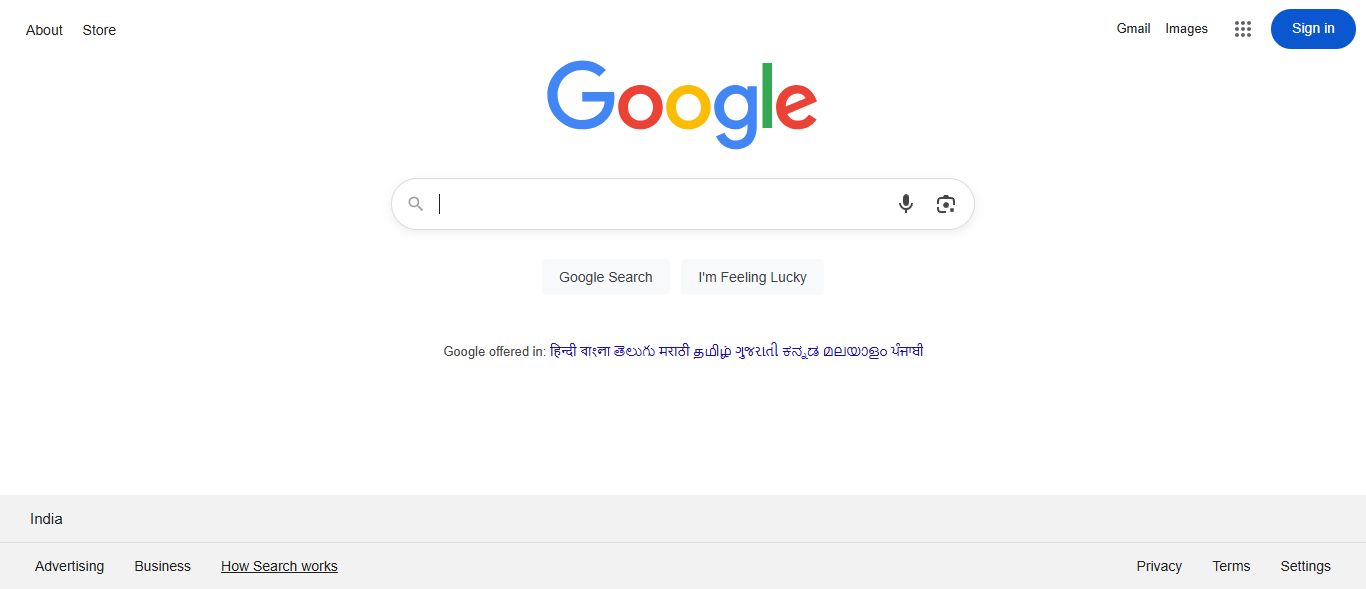 About Store Gmail Images Sign in
Google
Google Search I'm Feeling Lucky
Google offered in: हिन्दी বাংলা తెలుగు मराठी தமிழ் ગુજરાતી ಕನ್ನಡ മലയാളം ਪੰਜਾਬੀ
India
Advertising Business How Search works Privacy Terms Settings